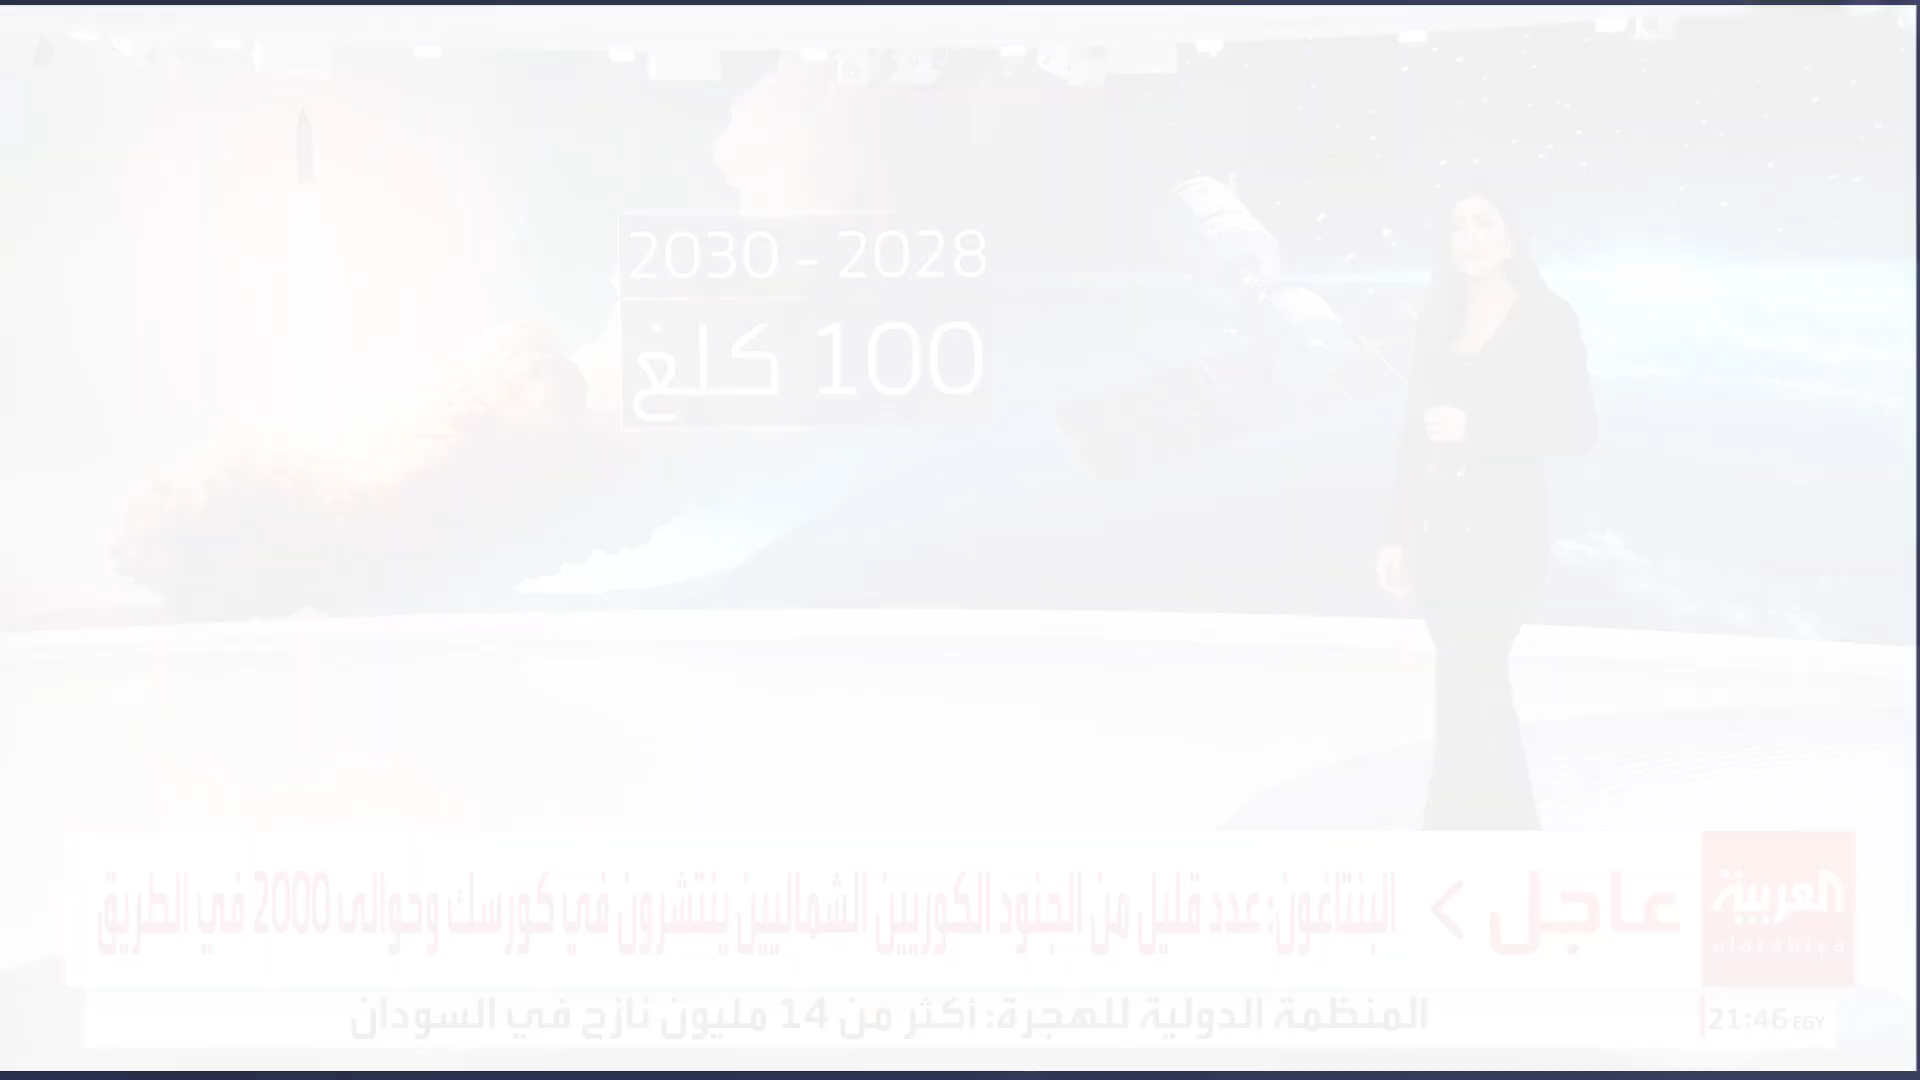 2030 - 2028
100 كلغ
العربية
alarabiya
عاجل > البنتاغون: عدد قليل من الجنود الكوريين الشماليين ينتشرون في كورسك وحوالى 2000 في الطريق
المنظمة الدولية للهجرة: أكثر من 14 مليون نازح في السودان
21:46 EGY